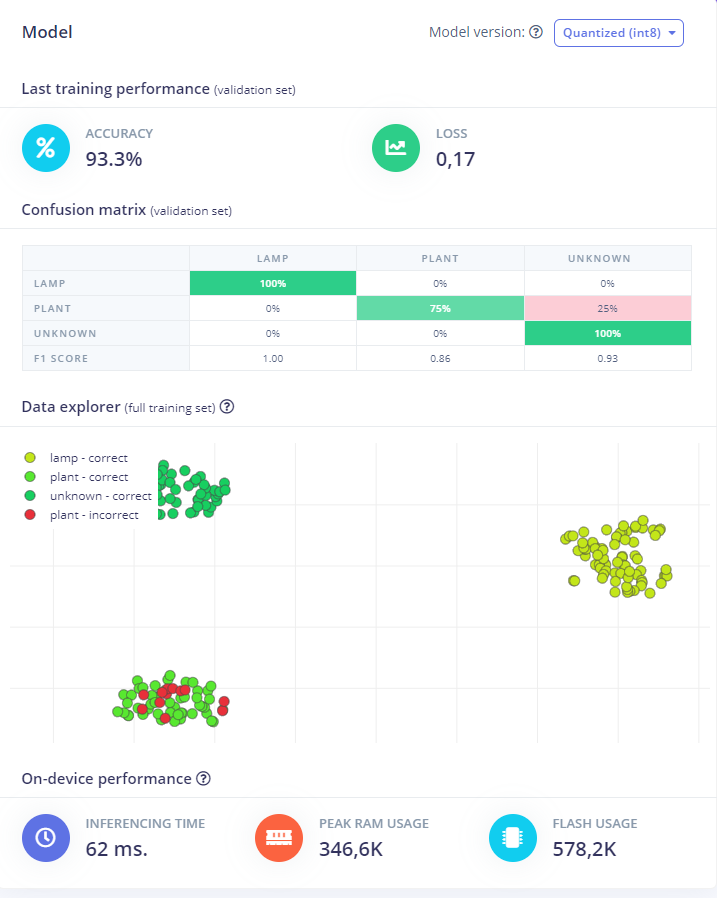 Model
Model version: ? Quantized (int8)
Last training performance (validation set)
% ACCURACY
93.3%
LOSS
0,17
Confusion matrix (validation set)
LAMP PLANT UNKNOWN
LAMP 100% 0% 0%
PLANT 0% 75% 25%
UNKNOWN 0% 0% 100%
F1 SCORE 1.00 0.86 0.93
Data explorer (full training set) ?
lamp - correct
plant - correct
unknown - correct
plant - incorrect
On-device performance ?
INFERENCING TIME
62 ms.
PEAK RAM USAGE
346,6K
FLASH USAGE
578,2K